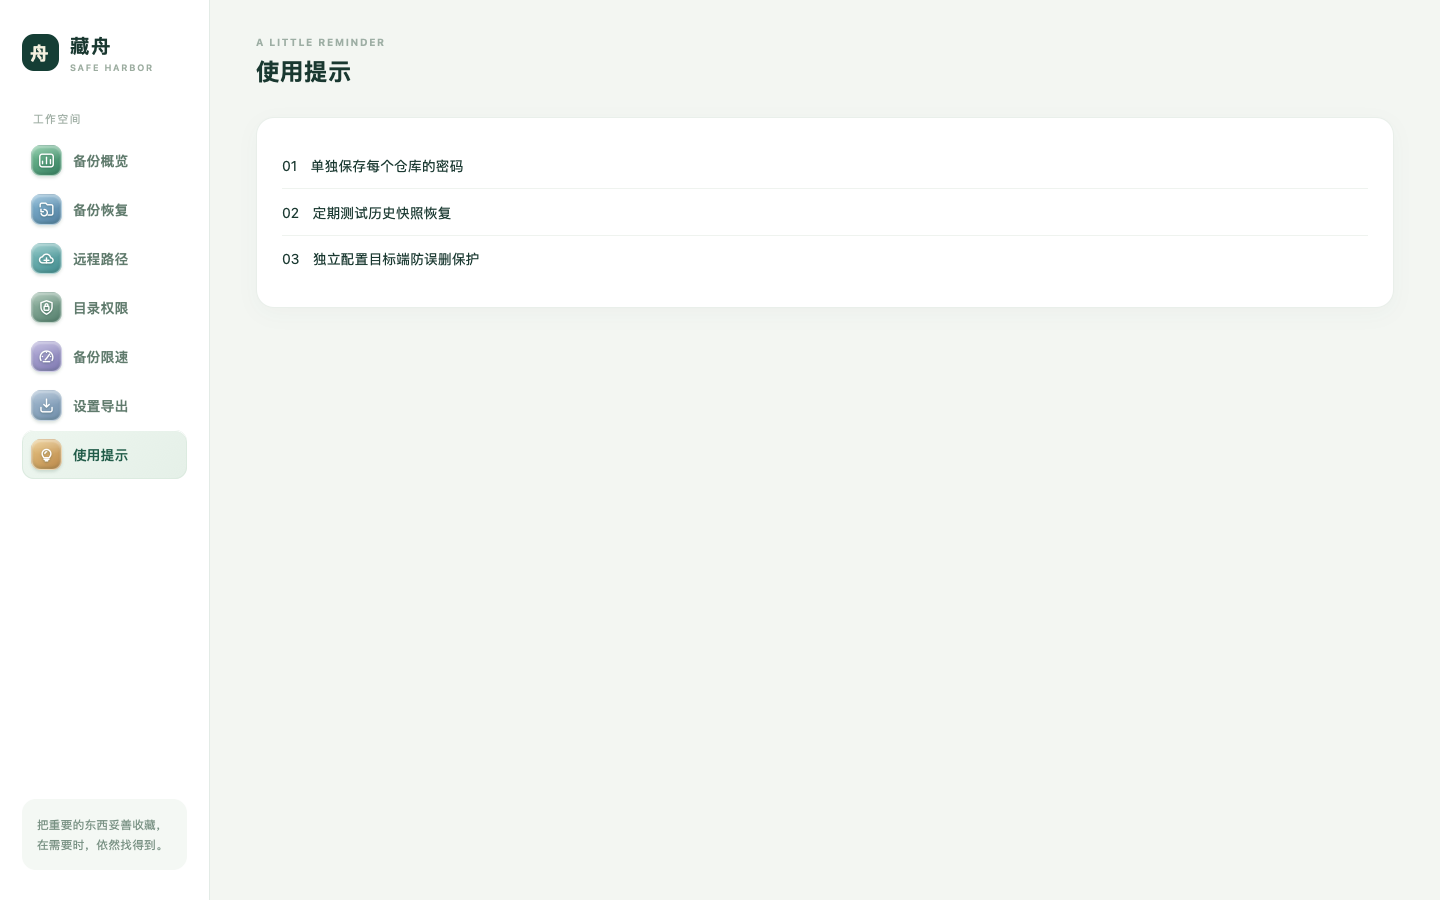 舟
藏舟
SAFE HARBOR
工作空间
备份概览
备份恢复
远程路径
目录权限
备份限速
设置导出
使用提示
把重要的东西妥善收藏，
在需要时，依然找得到。
A LITTLE REMINDER
使用提示
01 单独保存每个仓库的密码
02 定期测试历史快照恢复
03 独立配置目标端防误删保护